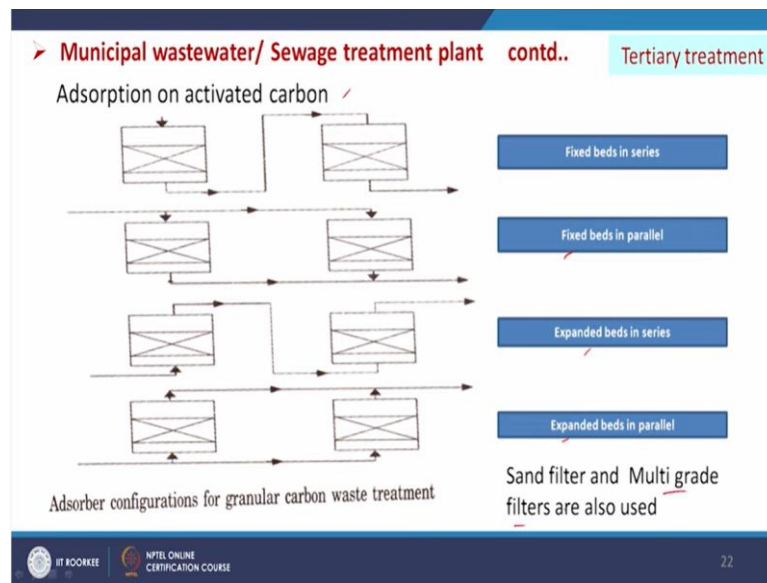 ➤ Municipal wastewater/ Sewage treatment plant contd..
Tertiary treatment
Adsorption on activated carbon
Fixed beds in series
Fixed beds in parallel
Expanded beds in series
Expanded beds in parallel
Adsorber configurations for granular carbon waste treatment
Sand filter and Multi grade
filters are also used
IIT ROORKEE
NPTEL ONLINE
CERTIFICATION COURSE
22